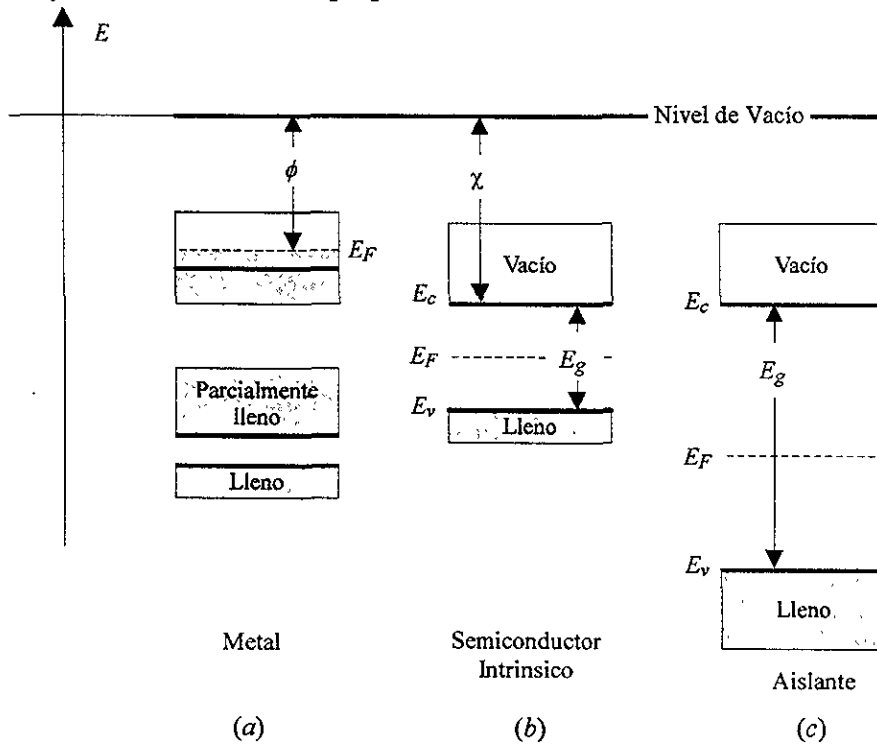 E
Nivel de Vacío
ϕ
χ
E_F
Vacío
Vacío
E_c
E_c
E_F
E_g
E_g
Parcialmente
lleno
E_v
Lleno
E_F
Lleno
E_v
Lleno
Metal
Semiconductor
Intrinsico
Aislante
(a)
(b)
(c)